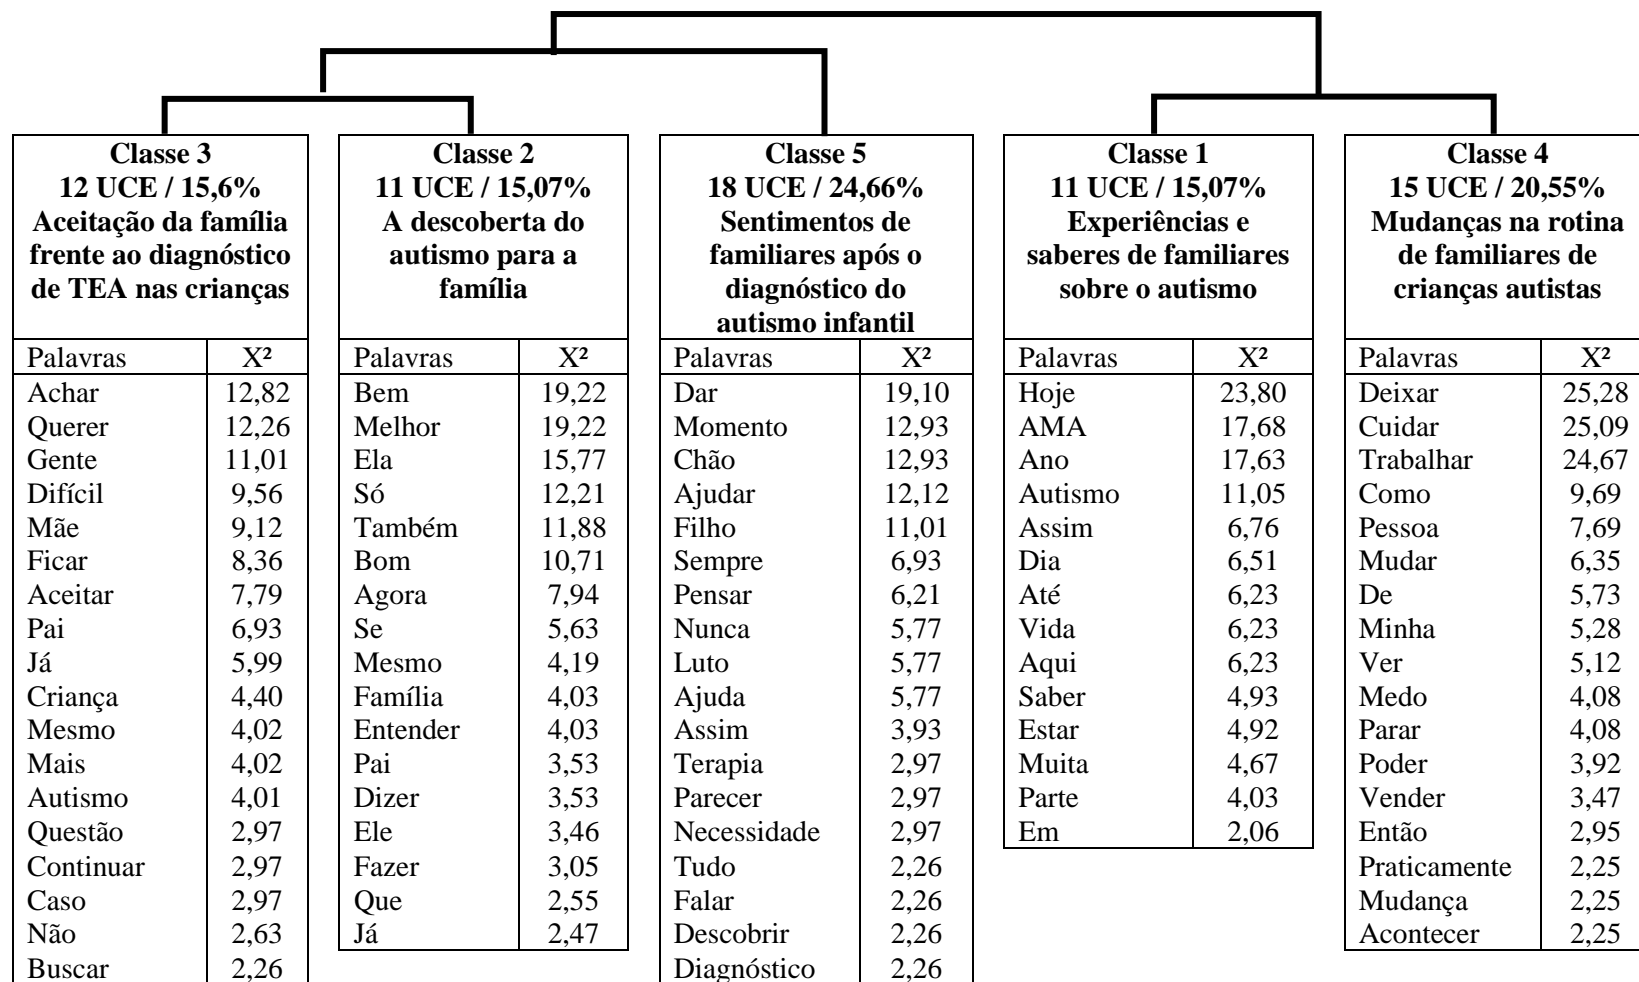 Classe 3
12 UCE / 15,6%
Aceitação da família
frente ao diagnóstico
de TEA nas crianças
Palavras X²
Achar 12,82
Querer 12,26
Gente 11,01
Difícil 9,56
Mãe 9,12
Ficar 8,36
Aceitar 7,79
Pai 6,93
Já 5,99
Criança 4,40
Mesmo 4,02
Mais 4,02
Autismo 4,01
Questão 2,97
Continuar 2,97
Caso 2,97
Não 2,63
Buscar 2,26
Classe 2
11 UCE / 15,07%
A descoberta do
autismo para a
família
Palavras X²
Bem 19,22
Melhor 19,22
Ela 15,77
Só 12,21
Também 11,88
Bom 10,71
Agora 7,94
Se 5,63
Mesmo 4,19
Família 4,03
Entender 4,03
Pai 3,53
Dizer 3,53
Ele 3,46
Fazer 3,05
Que 2,55
Já 2,47
Classe 5
18 UCE / 24,66%
Sentimentos de
familiares após o
diagnóstico do
autismo infantil
Palavras X²
Dar 19,10
Momento 12,93
Chão 12,93
Ajudar 12,12
Filho 11,01
Sempre 6,93
Pensar 6,21
Nunca 5,77
Luto 5,77
Ajuda 5,77
Assim 3,93
Terapia 2,97
Parecer 2,97
Necessidade 2,97
Tudo 2,26
Falar 2,26
Descobrir 2,26
Diagnóstico 2,26
Classe 1
11 UCE / 15,07%
Experiências e
saberes de familiares
sobre o autismo
Palavras X²
Hoje 23,80
AMA 17,68
Ano 17,63
Autismo 11,05
Assim 6,76
Dia 6,51
Até 6,23
Vida 6,23
Aqui 6,23
Saber 4,93
Estar 4,92
Muita 4,67
Parte 4,03
Em 2,06
Classe 4
15 UCE / 20,55%
Mudanças na rotina
de familiares de
crianças autistas
Palavras X²
Deixar 25,28
Cuidar 25,09
Trabalhar 24,67
Como 9,69
Pessoa 7,69
Mudar 6,35
De 5,73
Minha 5,28
Ver 5,12
Medo 4,08
Parar 4,08
Poder 3,92
Vender 3,47
Então 2,95
Praticamente 2,25
Mudança 2,25
Acontecer 2,25